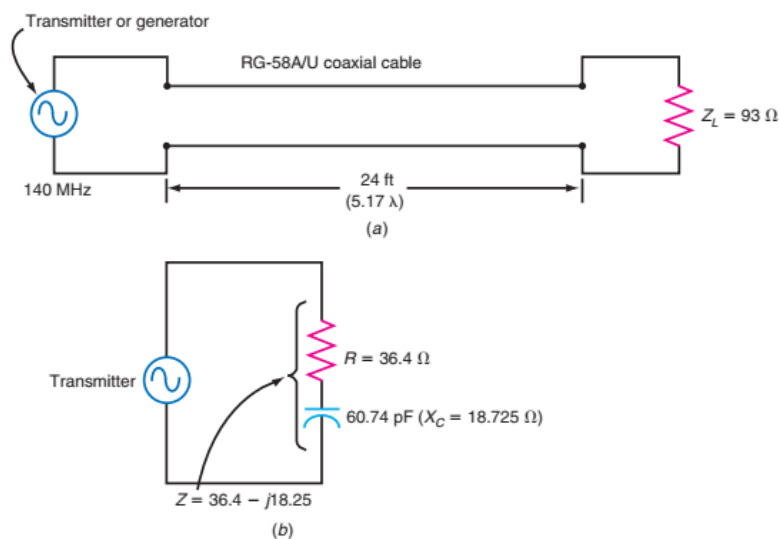 Transmitter or generator
RG-58A/U coaxial cable
Z_L = 93 Ω
140 MHz
24 ft
(5.17 λ)
(a)
R = 36.4 Ω
Transmitter
60.74 pF (X_C = 18.725 Ω)
Z = 36.4 − j18.25
(b)